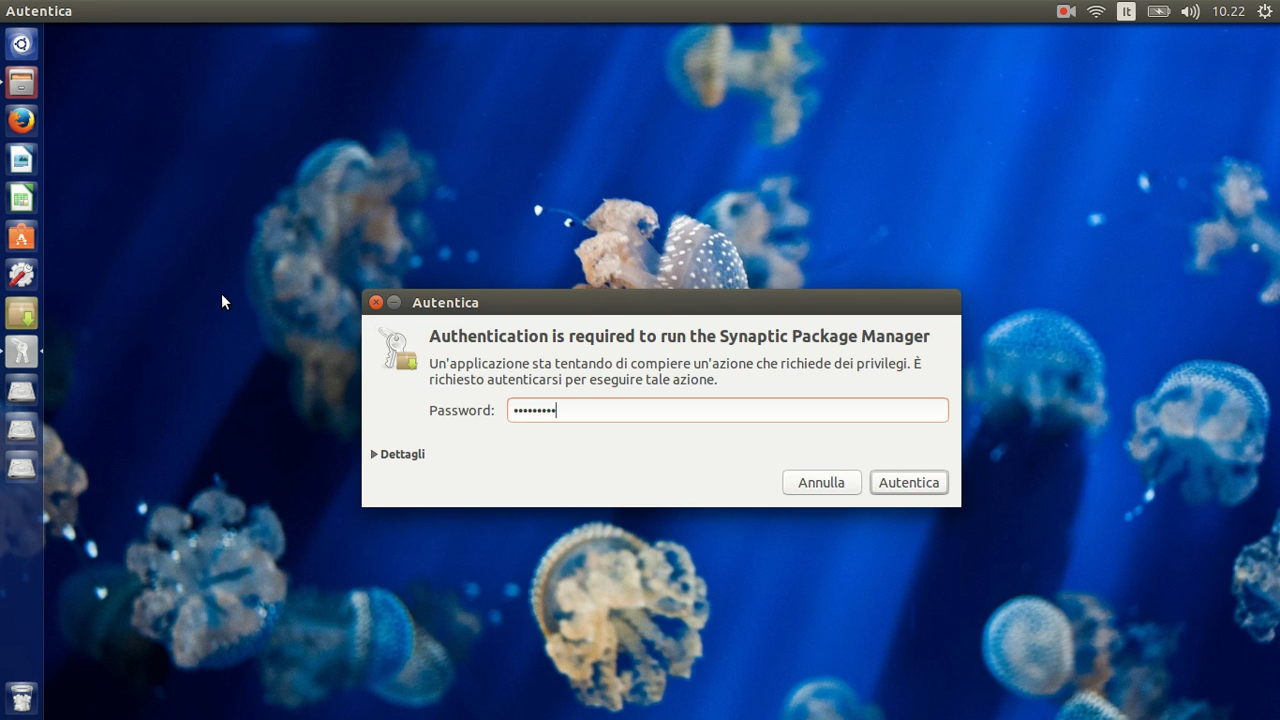 Autentica
It
10.22
Autentica
Authentication is required to run the Synaptic Package Manager
Un'applicazione sta tentando di compiere un'azione che richiede dei privilegi. È
richiesto autenticarsi per eseguire tale azione.
Password: •••••••••
Dettagli
Annulla
Autentica